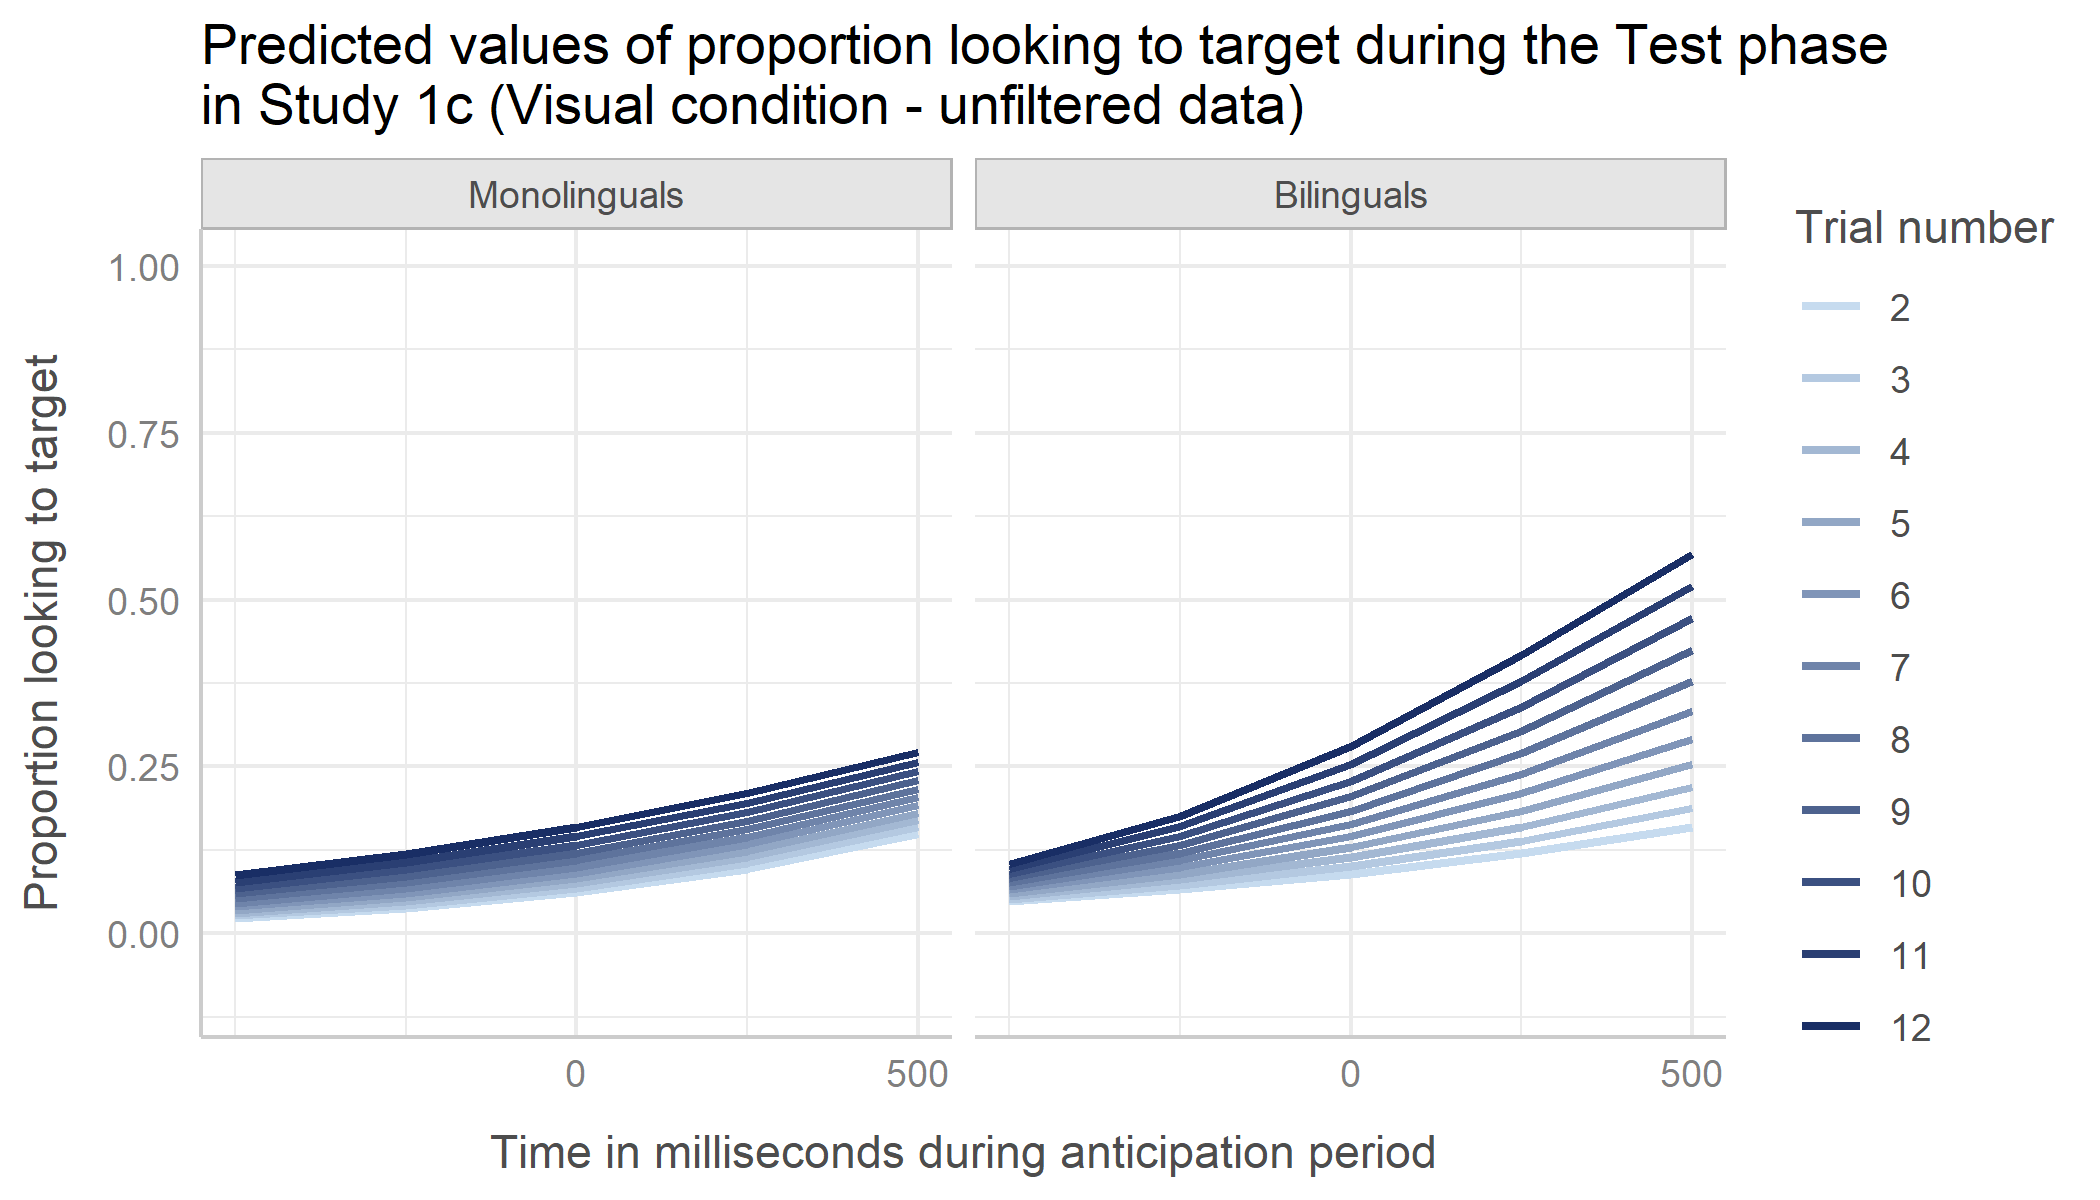 Predicted values of proportion looking to target during the Test phase
in Study 1c (Visual condition - unfiltered data)
Monolinguals
Bilinguals
Proportion looking to target
1.00
0.75
0.50
0.25
0.00
0
500
0
500
Time in milliseconds during anticipation period
Trial number
2
3
4
5
6
7
8
9
10
11
12